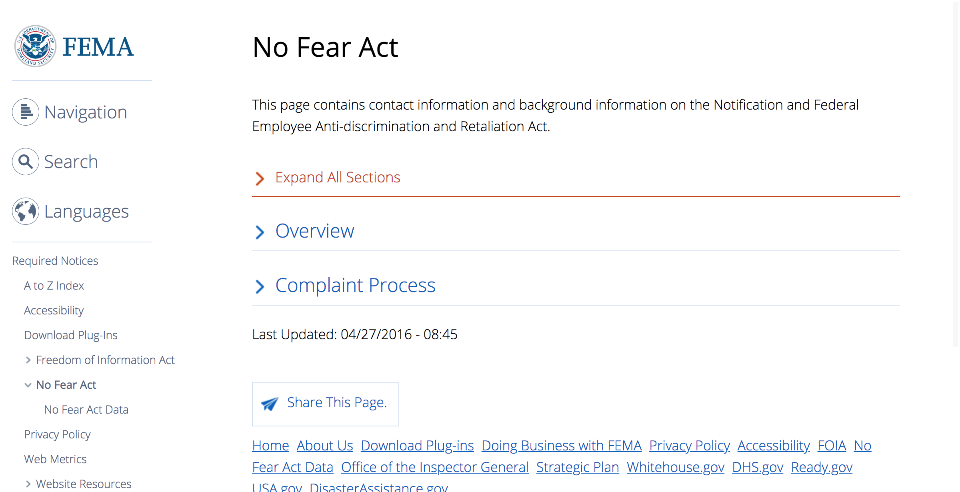 FEMA
Navigation
Search
Languages
Required Notices
A to Z Index
Accessibility
Download Plug-Ins
Freedom of Information Act
No Fear Act
No Fear Act Data
Privacy Policy
Web Metrics
Website Resources
No Fear Act
This page contains contact information and background information on the Notification and Federal
Employee Anti-discrimination and Retaliation Act.
Expand All Sections
Overview
Complaint Process
Last Updated: 04/27/2016 - 08:45
Share This Page.
Home About Us Download Plug-ins Doing Business with FEMA Privacy Policy Accessibility FOIA No
Fear Act Data Office of the Inspector General Strategic Plan Whitehouse.gov DHS.gov Ready.gov
USA.gov DisasterAssistance.gov